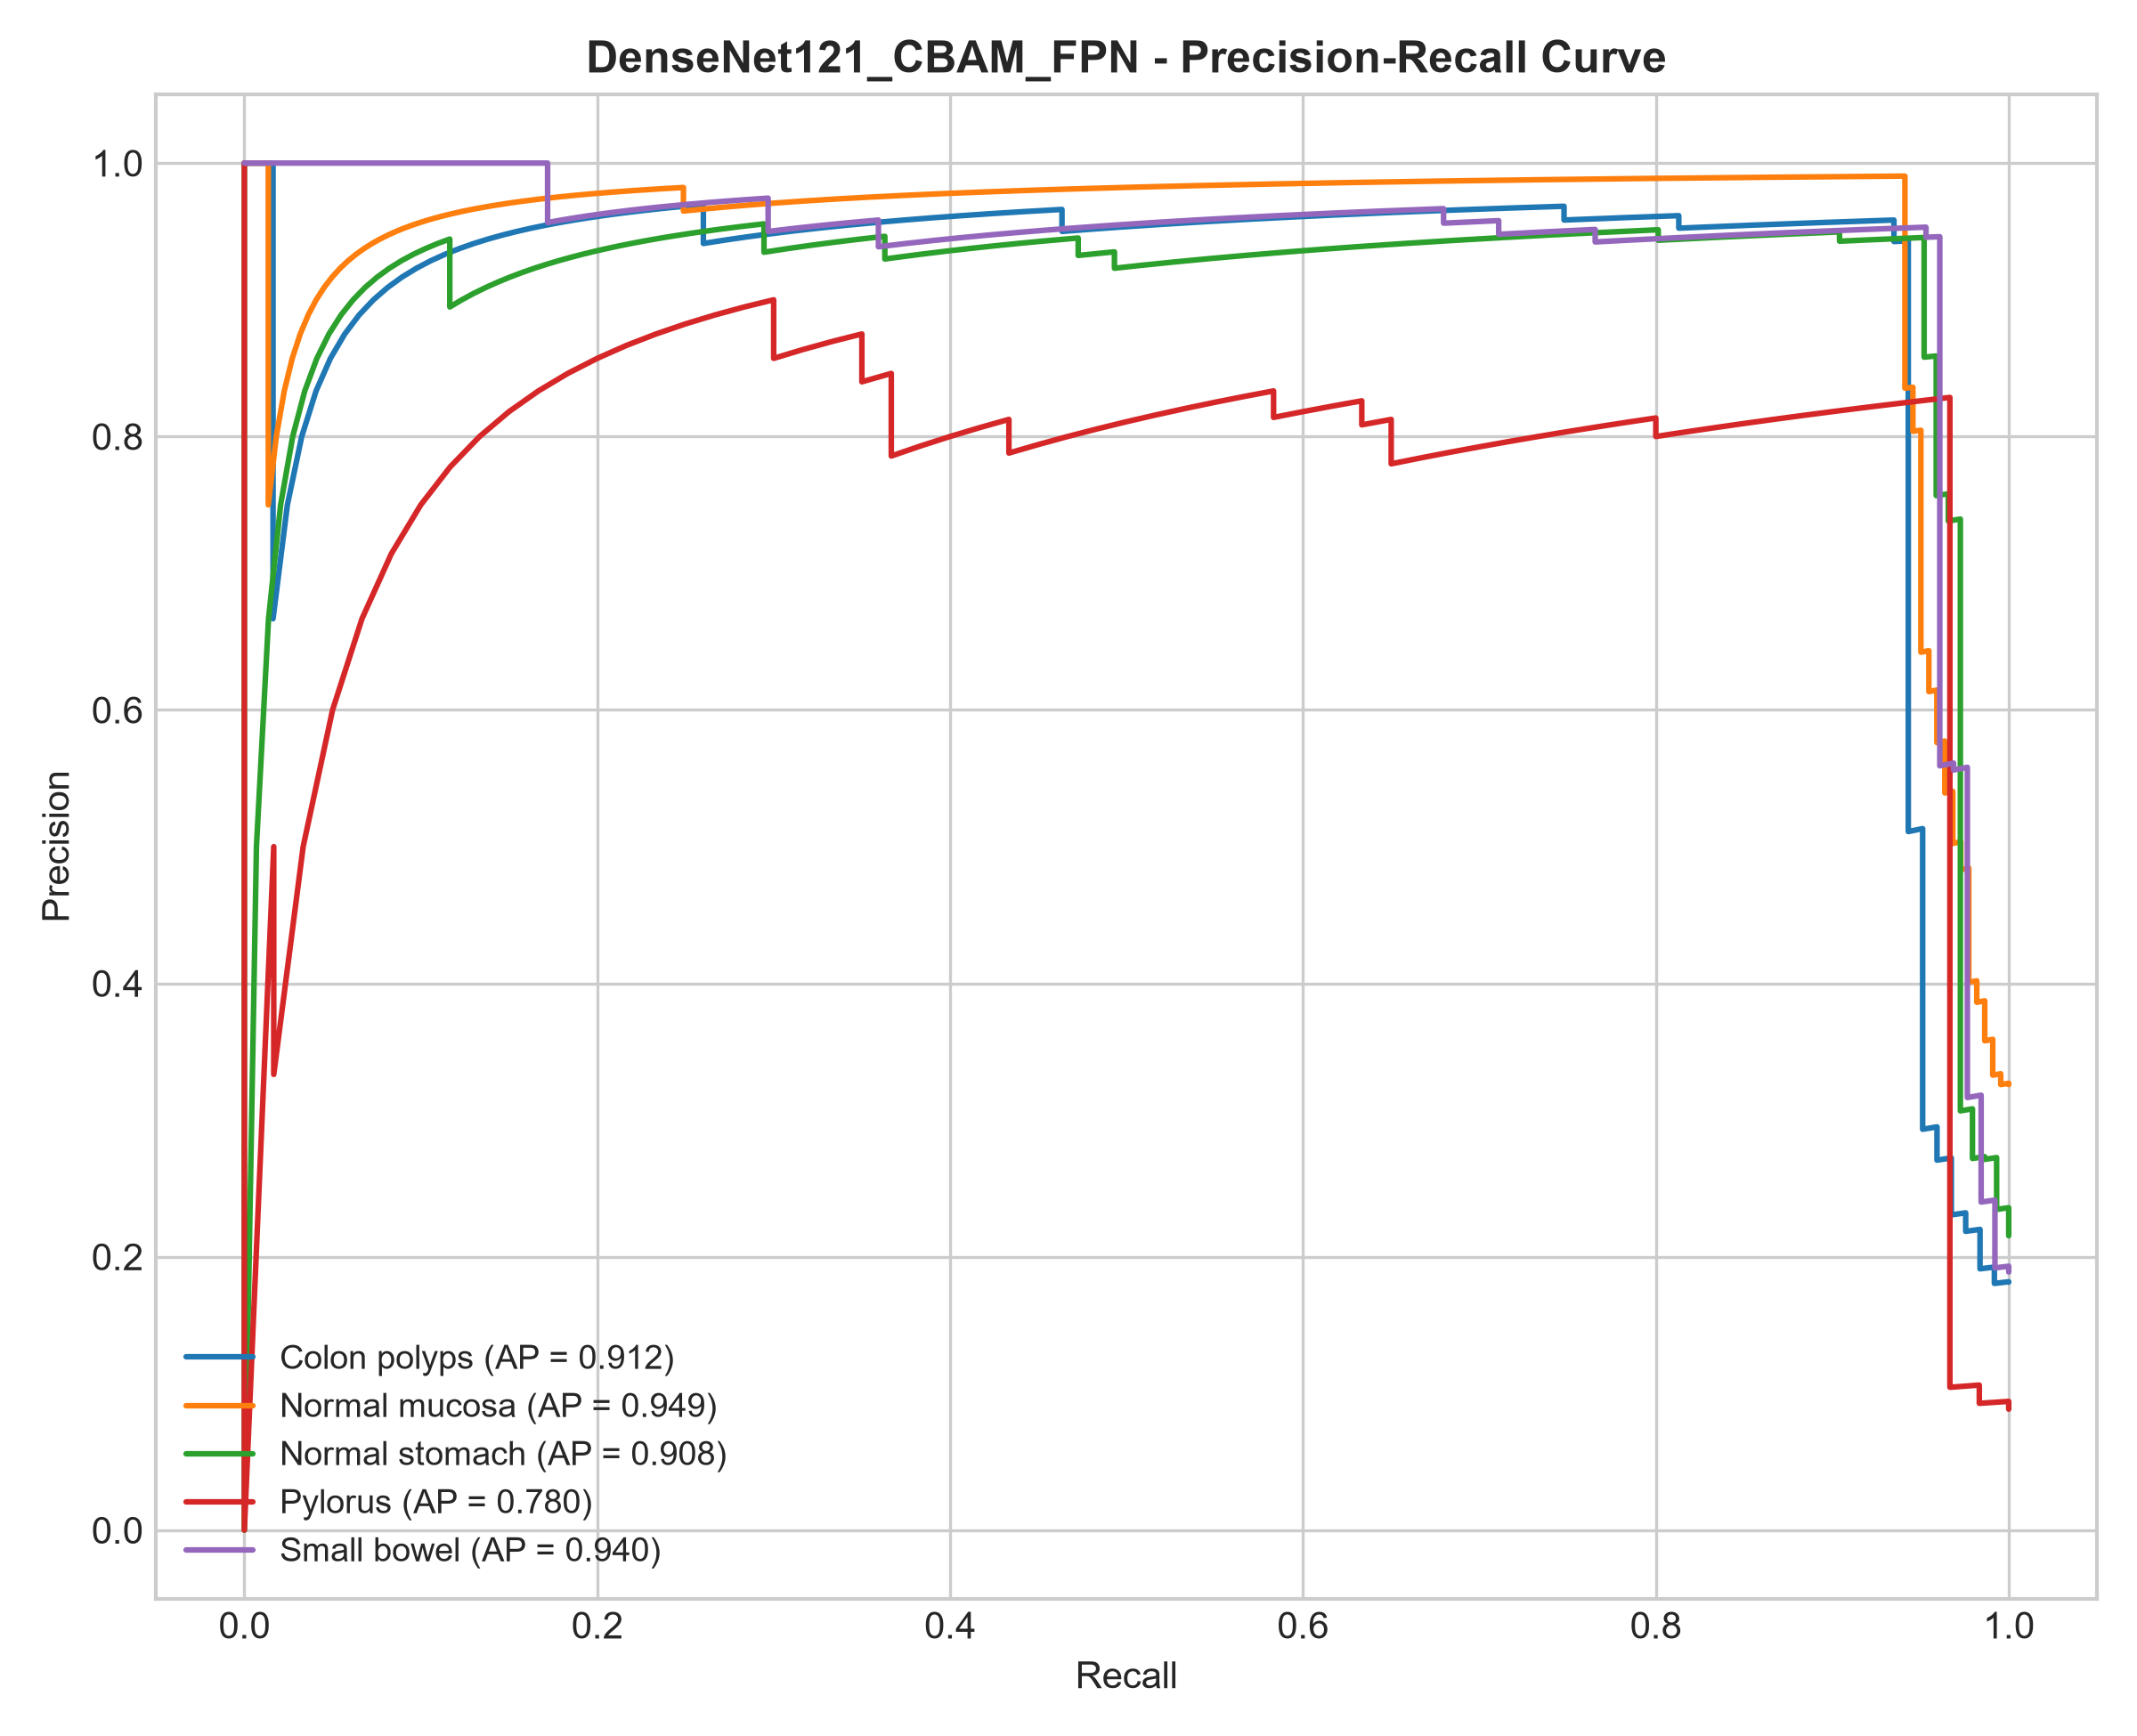 DenseNet121_CBAM_FPN - Precision-Recall Curve
1.0
0.8
0.6
0.4
0.2
0.0
Precision
Colon polyps (AP = 0.912)
Normal mucosa (AP = 0.949)
Normal stomach (AP = 0.908)
Pylorus (AP = 0.780)
Small bowel (AP = 0.940)
0.0 0.2 0.4 0.6 0.8 1.0
Recall